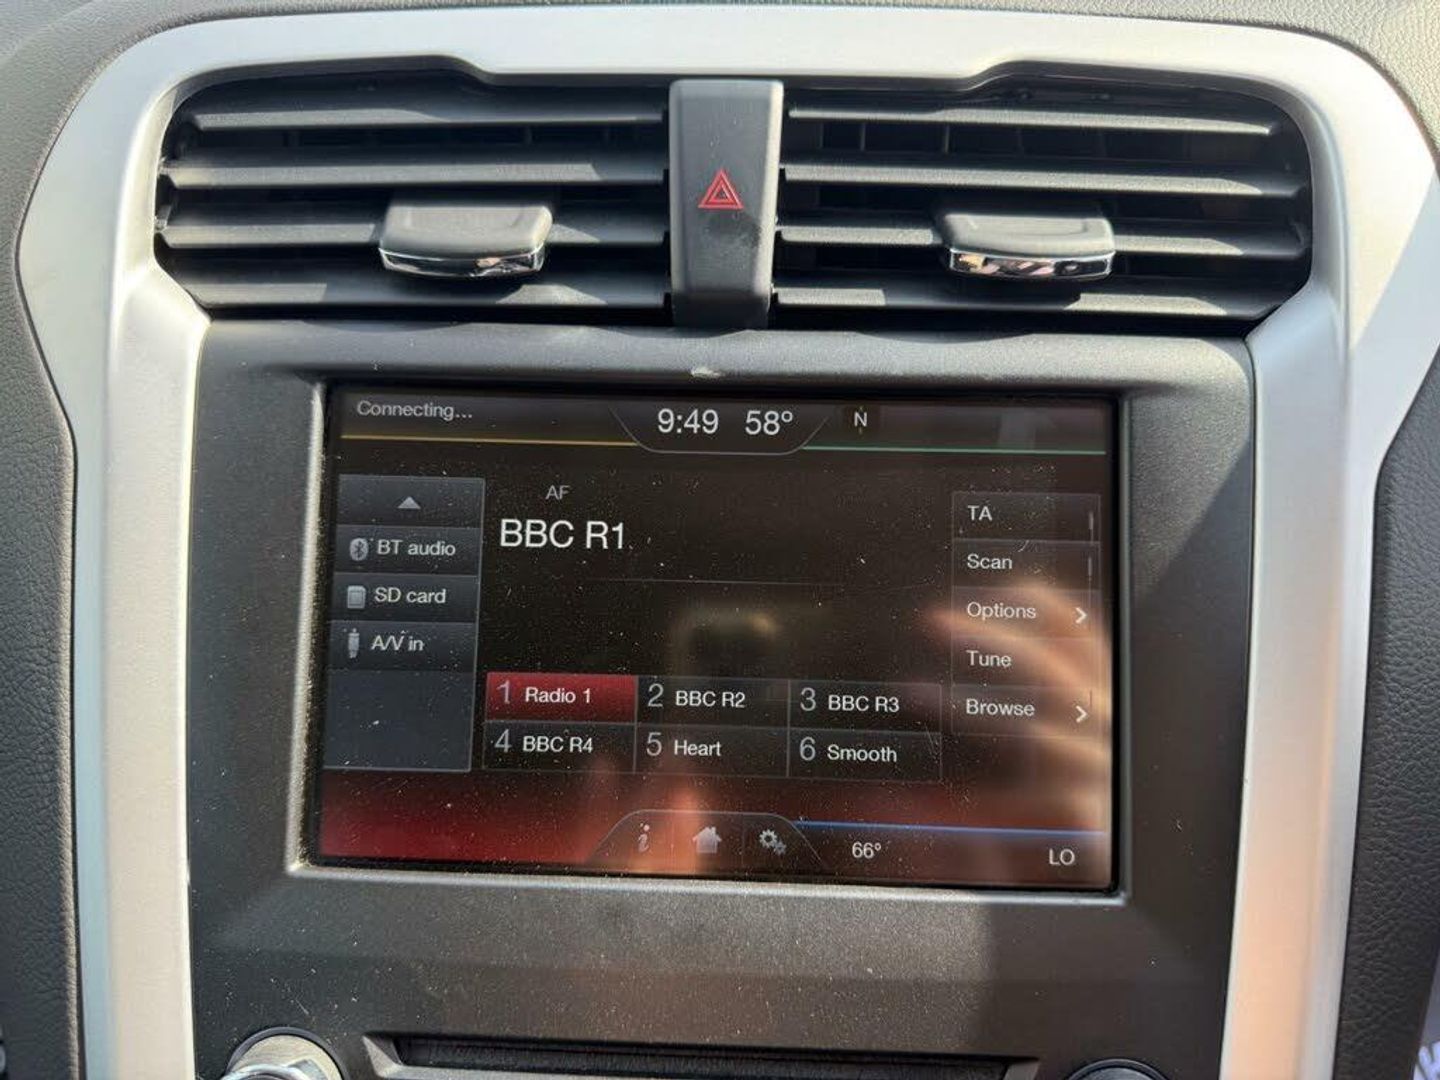 Connecting...
9:49 58° N
AF
BBC R1
BT audio
SD card
A/V in
TA
Scan
Options
Tune
Browse
1 Radio 1 2 BBC R2 3 BBC R3
4 BBC R4 5 Heart 6 Smooth
i
66° LO